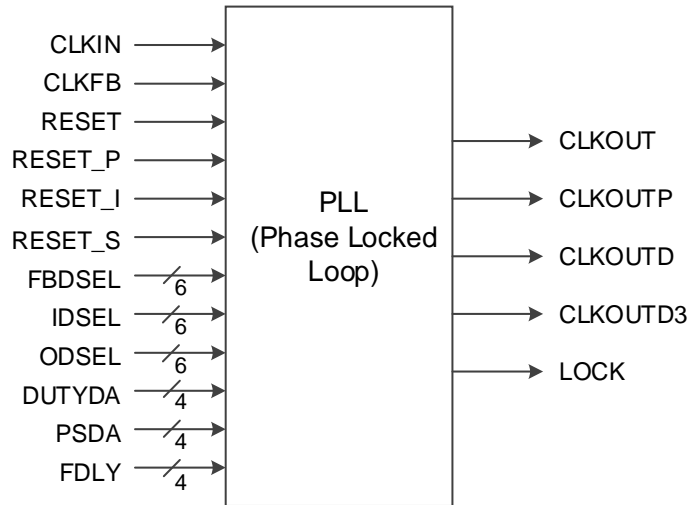 CLKIN
CLKFB
RESET
RESET_P
RESET_I
RESET_S
FBDSEL 6
IDSEL 6
ODSEL 6
DUTYDA 4
PSDA 4
FDLY 4
PLL
(Phase Locked
Loop)
CLKOUT
CLKOUTP
CLKOUTD
CLKOUTD3
LOCK